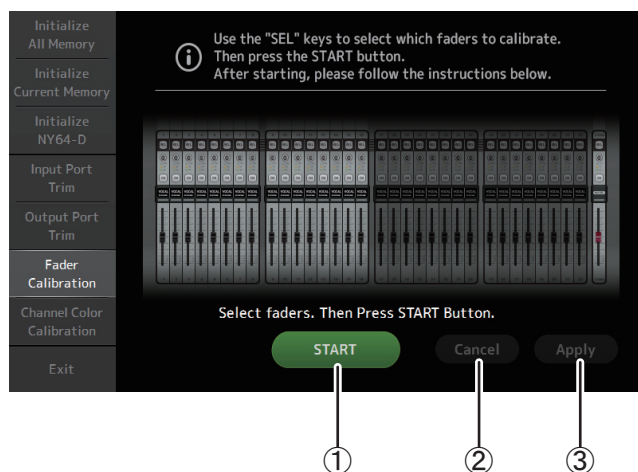 Initialize
All Memory
Initialize
Current Memory
Initialize
NY64-D
Input Port
Trim
Output Port
Trim
Fader
Calibration
Channel Color
Calibration
Exit
Use the "SEL" keys to select which faders to calibrate.
Then press the START button.
After starting, please follow the instructions below.
Select faders. Then Press START Button.
START
Cancel
Apply
①
②
③